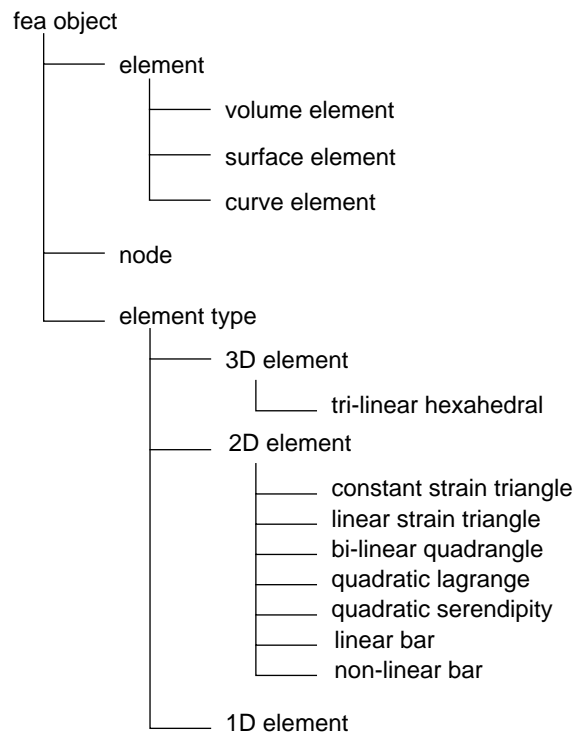 fea object
element
volume element
surface element
curve element
node
element type
3D element
tri-linear hexahedral
2D element
constant strain triangle
linear strain triangle
bi-linear quadrangle
quadratic lagrange
quadratic serendipity
linear bar
non-linear bar
1D element